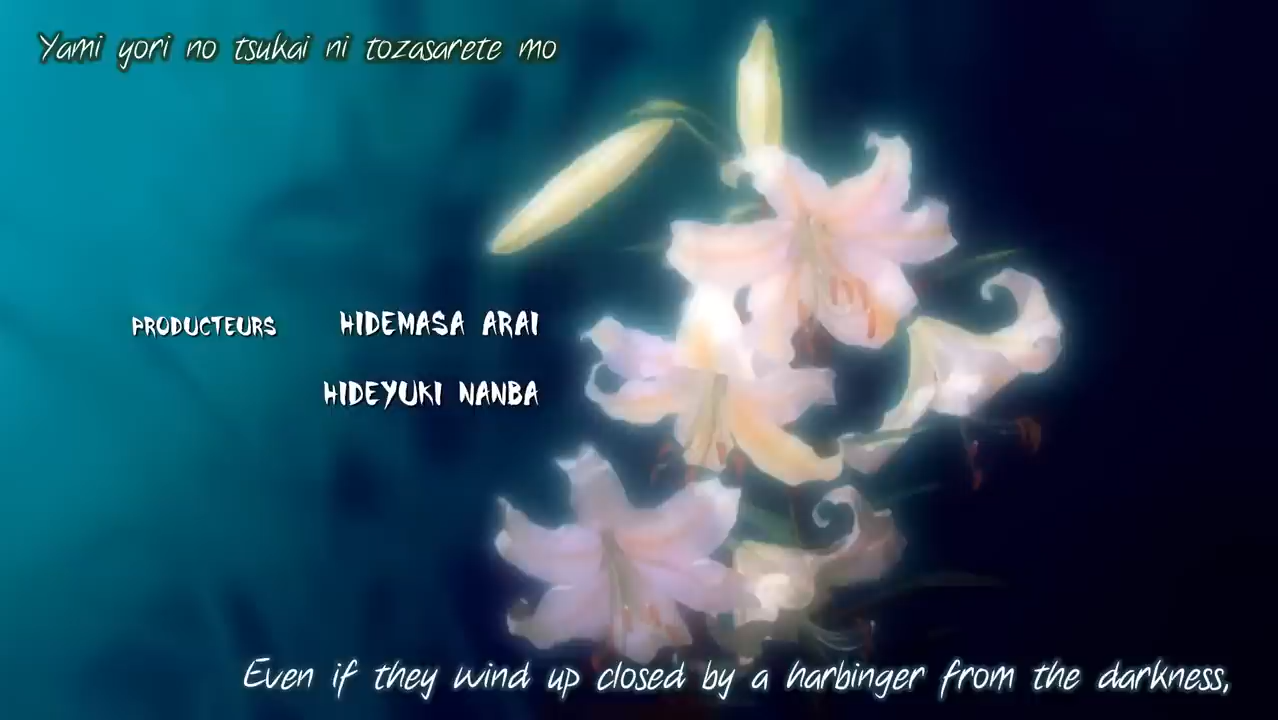 Yami yori no tsukai ni tozasarete mo
PRODUCTEURS HIDEMASA ARAI
HIDEYUKI NANBA
Even if they wind up closed by a harbinger from the darkness,